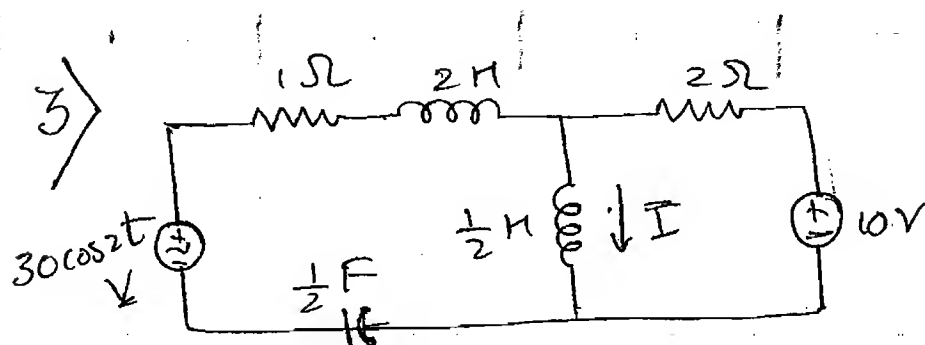 3>
1Ω 2H 2Ω
30cos2t
V
1/2 H
I
+
-
10V
1/2 F